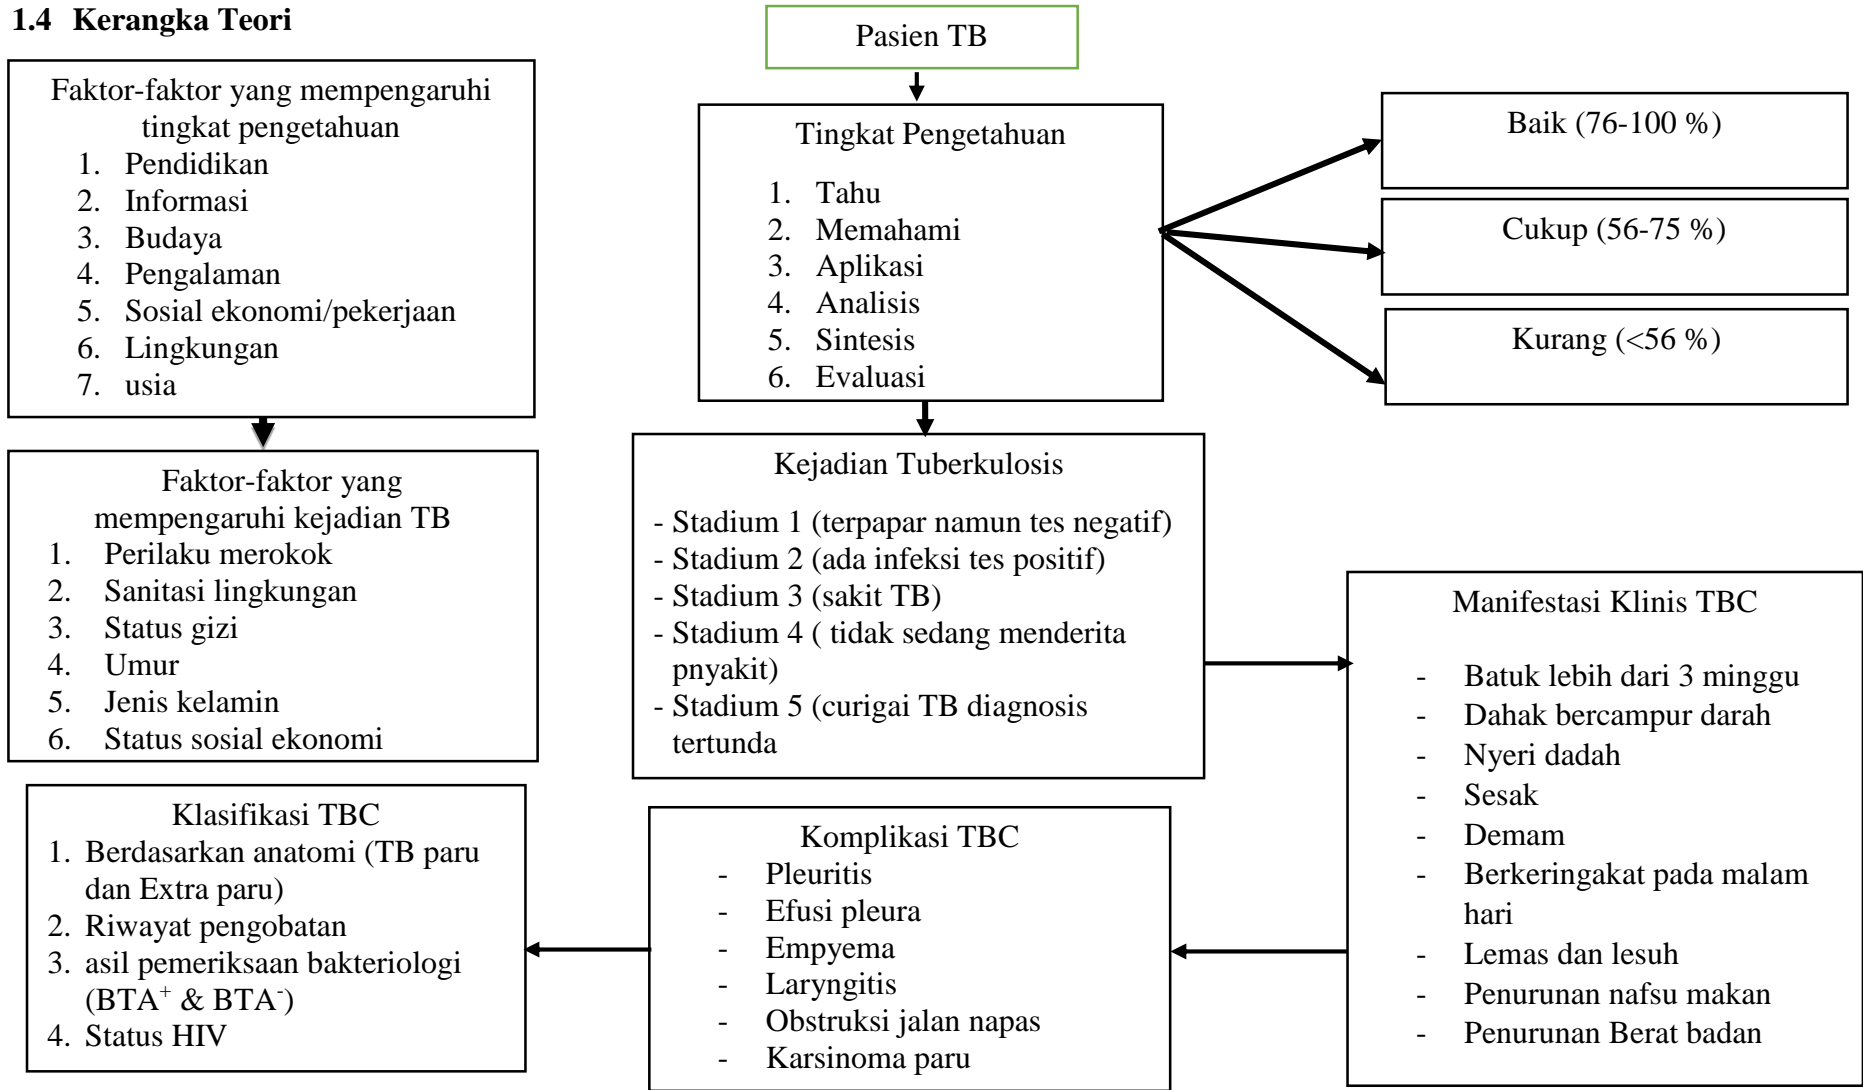 1.4 Kerangka Teori
Pasien TB
Faktor-faktor yang mempengaruhi
tingkat pengetahuan
1. Pendidikan
2. Informasi
3. Budaya
4. Pengalaman
5. Sosial ekonomi/pekerjaan
6. Lingkungan
7. usia
Tingkat Pengetahuan
1. Tahu
2. Memahami
3. Aplikasi
4. Analisis
5. Sintesis
6. Evaluasi
Baik (76-100 %)
Cukup (56-75 %)
Kurang (<56 %)
Faktor-faktor yang
mempengaruhi kejadian TB
1. Perilaku merokok
2. Sanitasi lingkungan
3. Status gizi
4. Umur
5. Jenis kelamin
6. Status sosial ekonomi
Kejadian Tuberkulosis
- Stadium 1 (terpapar namun tes negatif)
- Stadium 2 (ada infeksi tes positif)
- Stadium 3 (sakit TB)
- Stadium 4 ( tidak sedang menderita
pnyakit)
- Stadium 5 (curigai TB diagnosis
tertunda
Manifestasi Klinis TBC
- Batuk lebih dari 3 minggu
- Dahak bercampur darah
- Nyeri dadah
- Sesak
- Demam
- Berkeringakat pada malam
hari
- Lemas dan lesuh
- Penurunan nafsu makan
- Penurunan Berat badan
Komplikasi TBC
- Pleuritis
- Efusi pleura
- Empyema
- Laryngitis
- Obstruksi jalan napas
- Karsinoma paru
Klasifikasi TBC
1. Berdasarkan anatomi (TB paru
dan Extra paru)
2. Riwayat pengobatan
3. asil pemeriksaan bakteriologi
(BTA⁺ & BTA⁻)
4. Status HIV